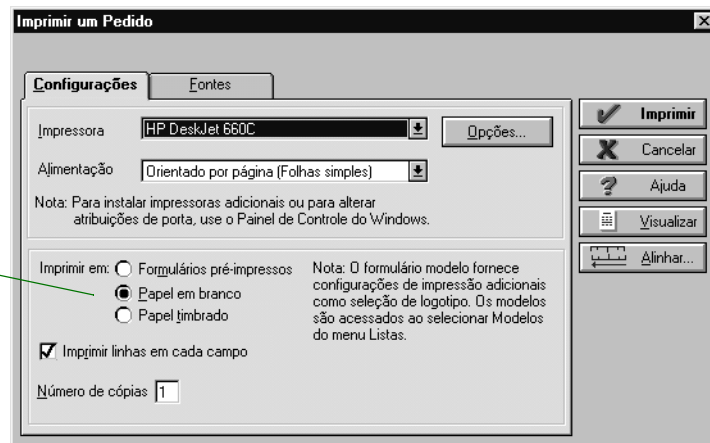 Imprimir um Pedido
Configurações
Fontes
Impressora
HP DeskJet 660C
Opções...
Alimentação
Orientado por página (Folhas simples)
Nota: Para instalar impressoras adicionais ou para alterar
atribuições de porta, use o Painel de Controle do Windows.
Imprimir em:
Formulários pré-impressos
Papel em branco
Papel timbrado
Nota: O formulário modelo fornece
configurações de impressão adicionais
como seleção de logotipo. Os modelos
são acessados ao selecionar Modelos
do menu Listas.
Imprimir linhas em cada campo
Número de cópias 1
Imprimir
Cancelar
Ajuda
Visualizar
Alinhar...